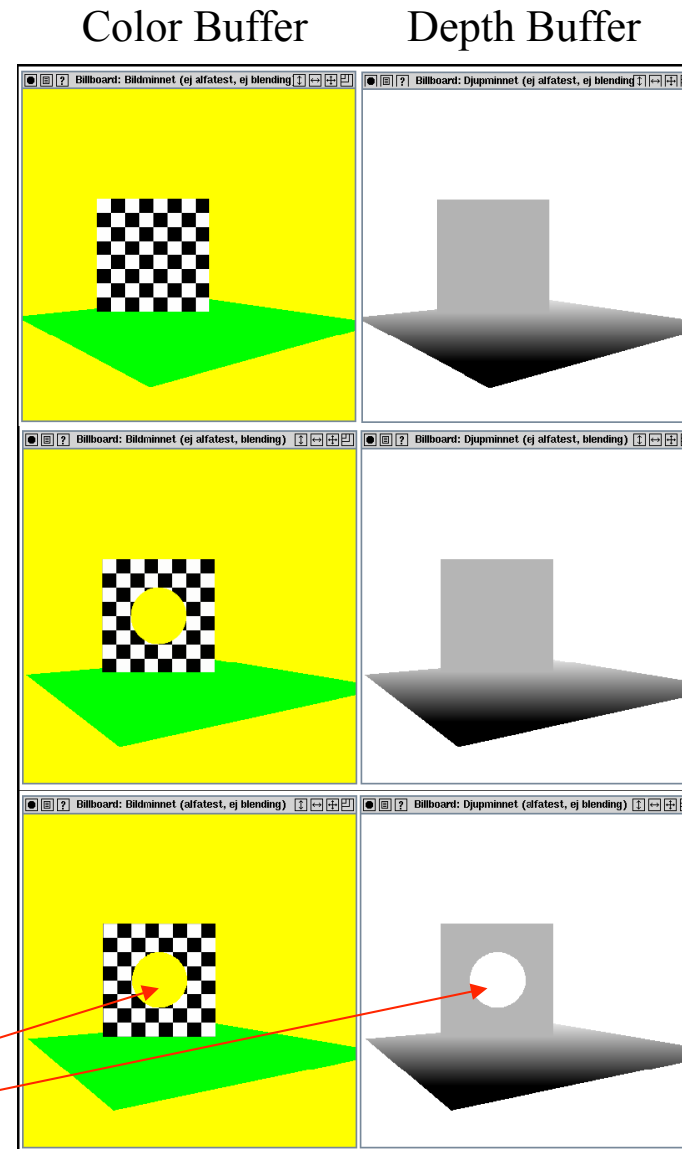 Color Buffer Depth Buffer
? Billboard: Bildminnet (ej alfatest, ej blending
? Billboard: Djupminnet (ej alfatest, ej blending
? Billboard: Bildminnet (ej alfatest, blending)
? Billboard: Djupminnet (ej alfatest, blending)
? Billboard: Bildminnet (alfatest, ej blending)
? Billboard: Djupminnet (alfatest, ej blending)